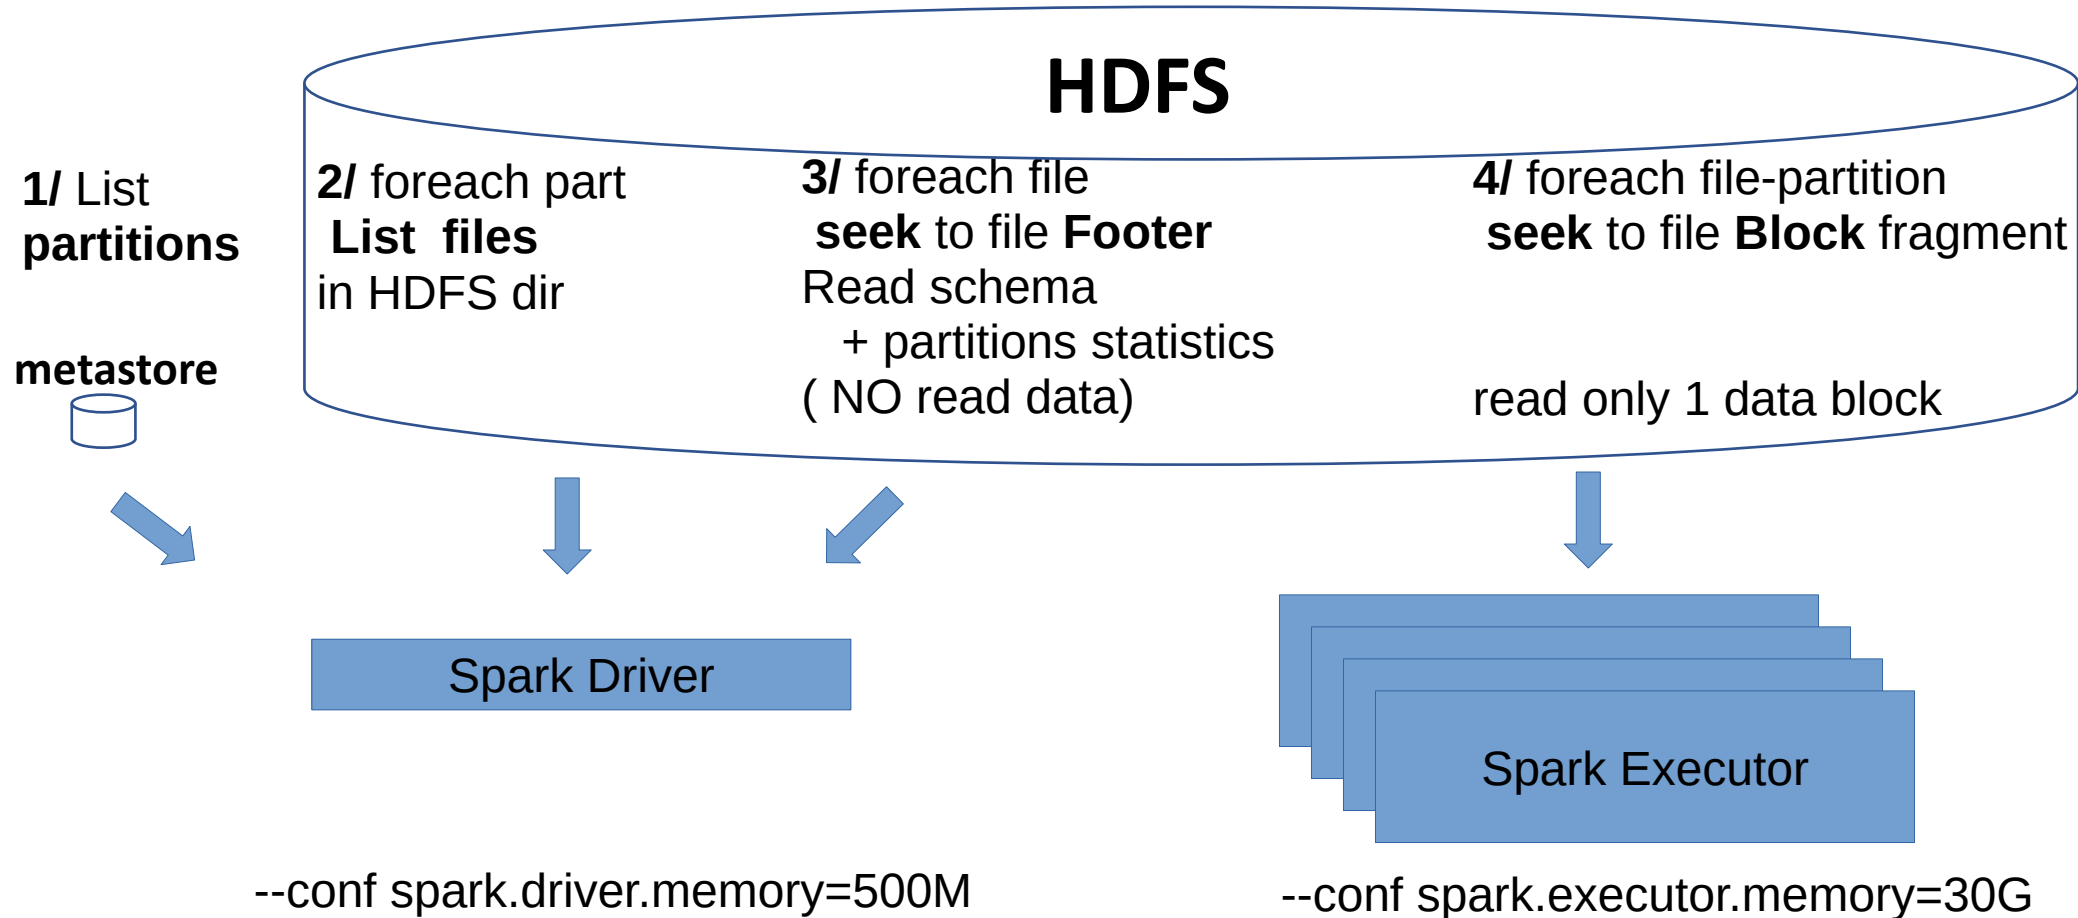 HDFS
1/ List
partitions
metastore
2/ foreach part
List files
in HDFS dir
3/ foreach file
seek to file Footer
Read schema
+ partitions statistics
( NO read data)
4/ foreach file-partition
seek to file Block fragment
read only 1 data block
Spark Driver
Spark Executor
--conf spark.driver.memory=500M
--conf spark.executor.memory=30G